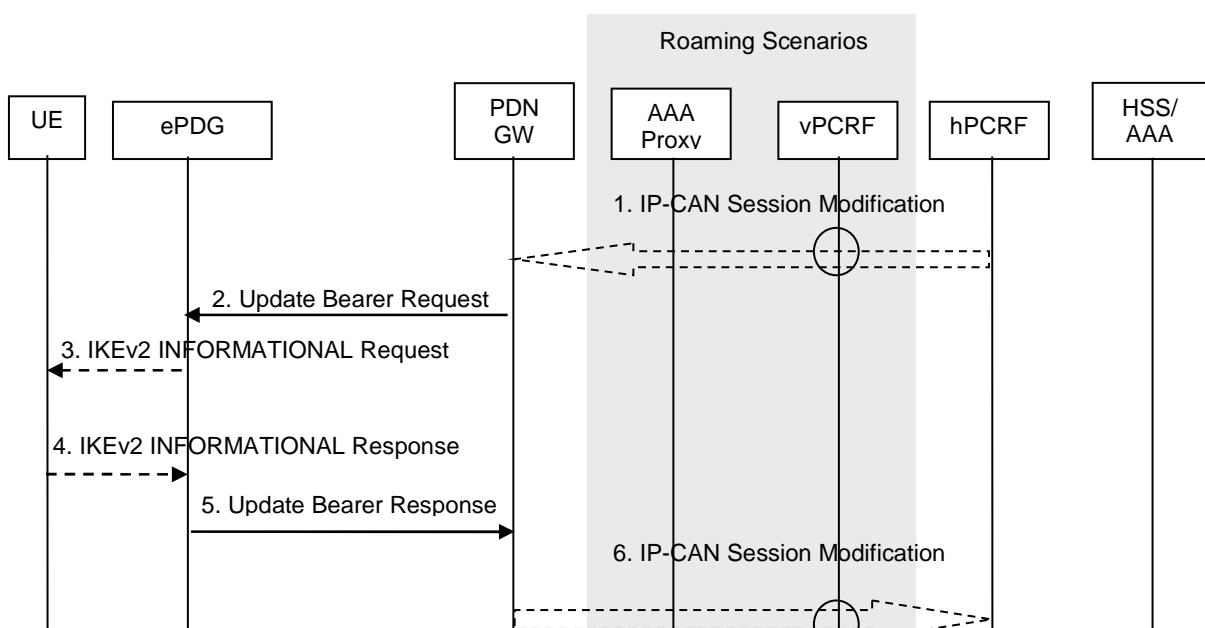 Roaming Scenarios
UE
ePDG
PDN
GW
AAA
Proxy
vPCRF
hPCRF
HSS/
AAA
1. IP-CAN Session Modification
2. Update Bearer Request
3. IKEv2 INFORMATIONAL Request
4. IKEv2 INFORMATIONAL Response
5. Update Bearer Response
6. IP-CAN Session Modification